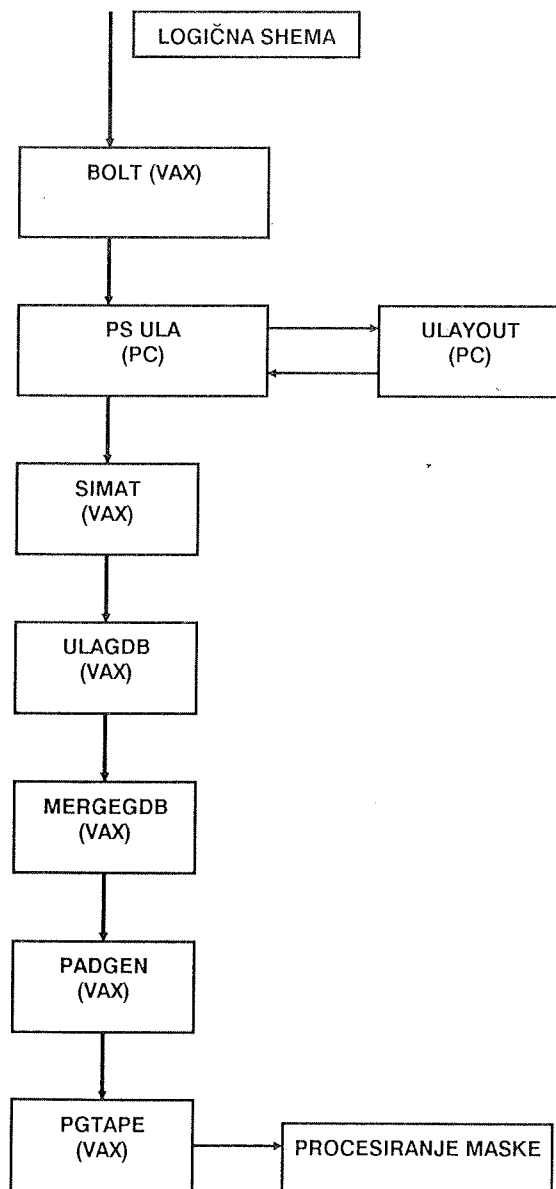 LOGIČNA SHEMA
BOLT (VAX)
PS ULA
(PC)
ULAYOUT
(PC)
SIMAT
(VAX)
ULAGDB
(VAX)
MERGEGDB
(VAX)
PADGEN
(VAX)
PGTAPE
(VAX)
PROCESIRANJE MASKE